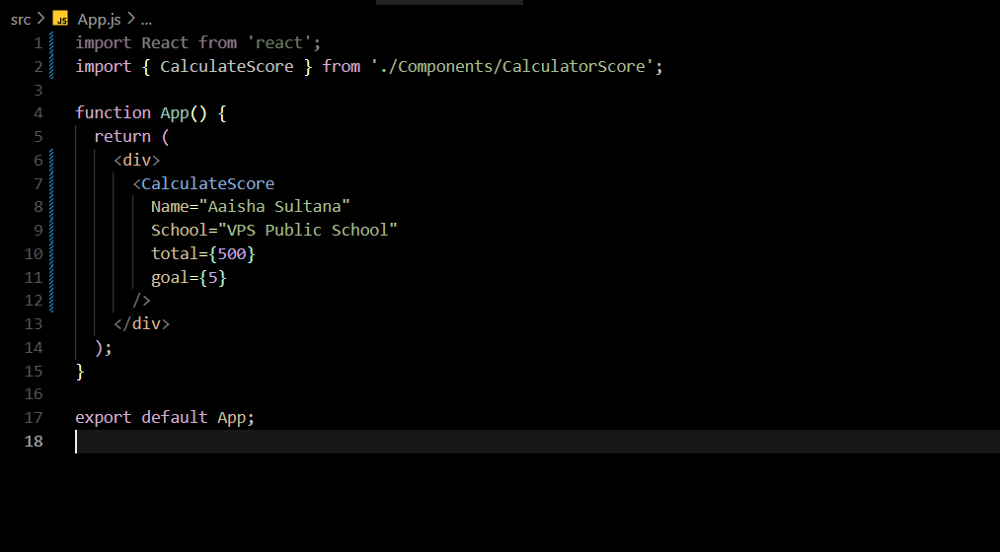 src > JS App.js > ...
1 import React from 'react';
2 import { CalculateScore } from './Components/CalculatorScore';
3
4 function App() {
5   return (
6     <div>
7       <CalculateScore
8         Name="Aaisha Sultana"
9         School="VPS Public School"
10         total={500}
11         goal={5}
12       />
13     </div>
14   );
15 }
16
17 export default App;
18